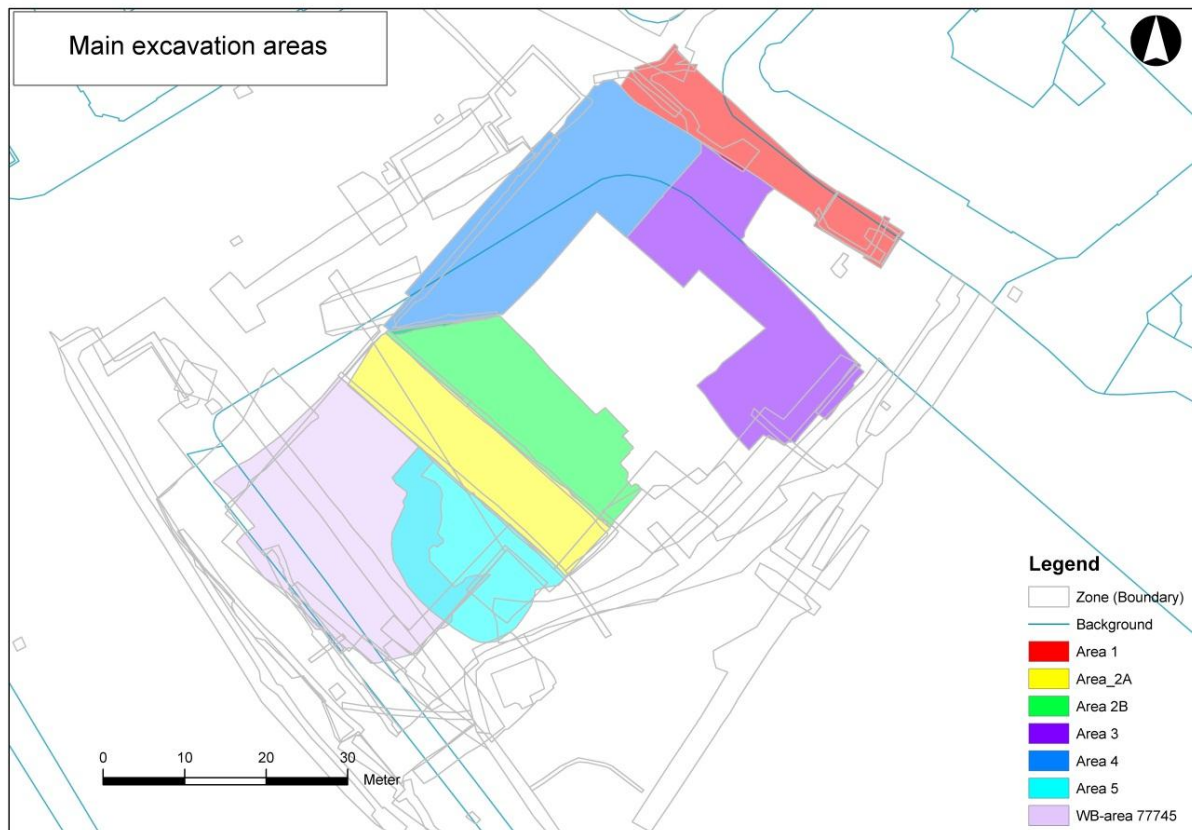 Main excavation areas
Legend
Zone (Boundary)
Background
Area 1
Area_2A
Area 2B
Area 3
Area 4
Area 5
WB-area 77745
0 10 20 30
Meter